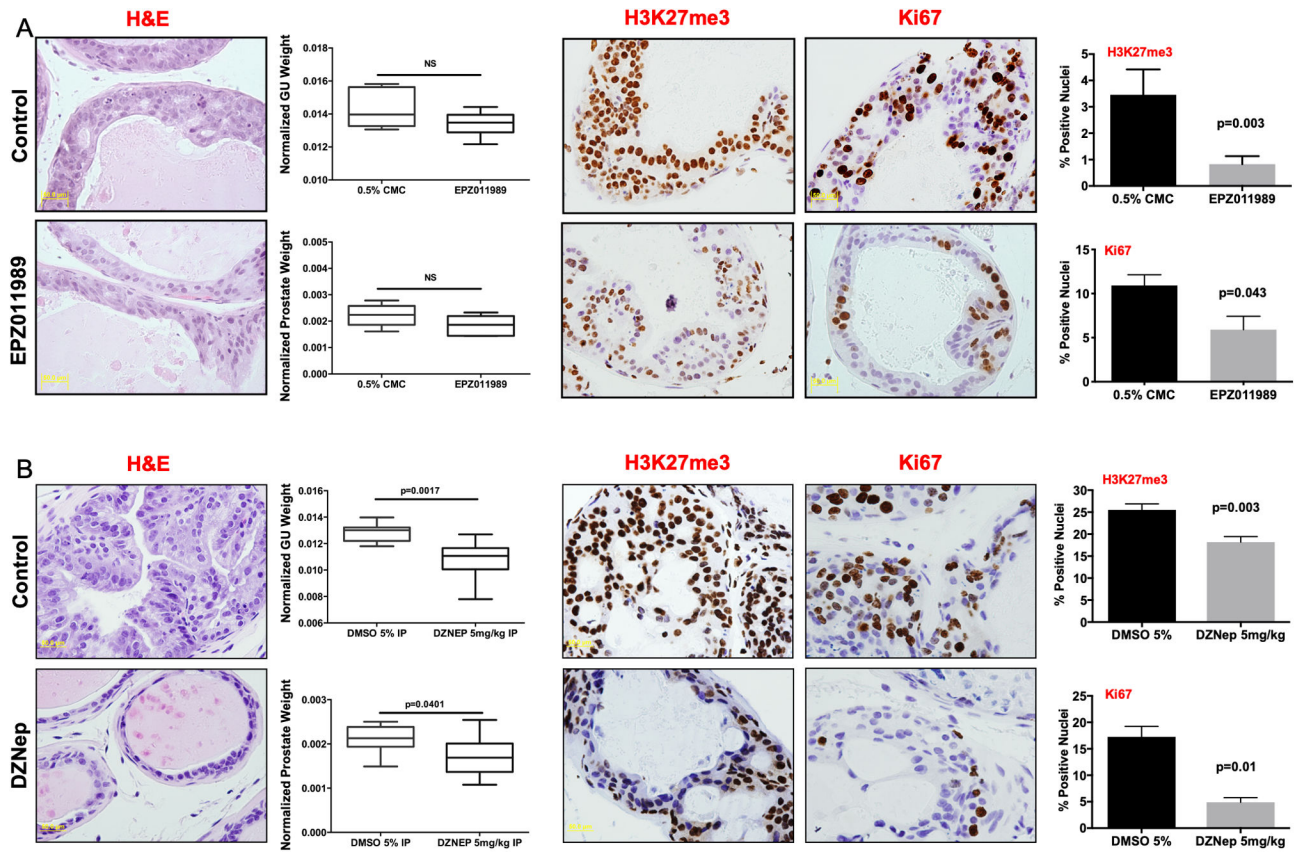 A
H&E
H3K27me3
Ki67
Control
EPZ011989
Normalized GU Weight
0.018
0.016
0.014
0.012
0.010
NS
0.5% CMC
EPZ011989
Normalized Prostate Weight
0.005
0.004
0.003
0.002
0.001
0.000
NS
0.5% CMC
EPZ011989
H3K27me3
% Positive Nuclei
5
4
3
2
1
0
p=0.003
0.5% CMC
EPZ011989
Ki67
% Positive Nuclei
15
10
5
0
p=0.043
0.5% CMC
EPZ011989
B
H&E
H3K27me3
Ki67
Control
DZNep
Normalized GU Weight
0.016
0.014
0.012
0.010
0.008
0.006
p=0.0017
DMSO 5% IP
DZNEP 5mg/kg IP
Normalized Prostate Weight
0.003
0.002
0.001
0.000
p=0.0401
DMSO 5% IP
DZNEP 5mg/kg IP
H3K27me3
% Positive Nuclei
30
25
20
15
10
5
0
p=0.003
DMSO 5%
DZNep 5mg/kg
Ki67
% Positive Nuclei
25
20
15
10
5
0
p=0.01
DMSO 5%
DZNep 5mg/kg